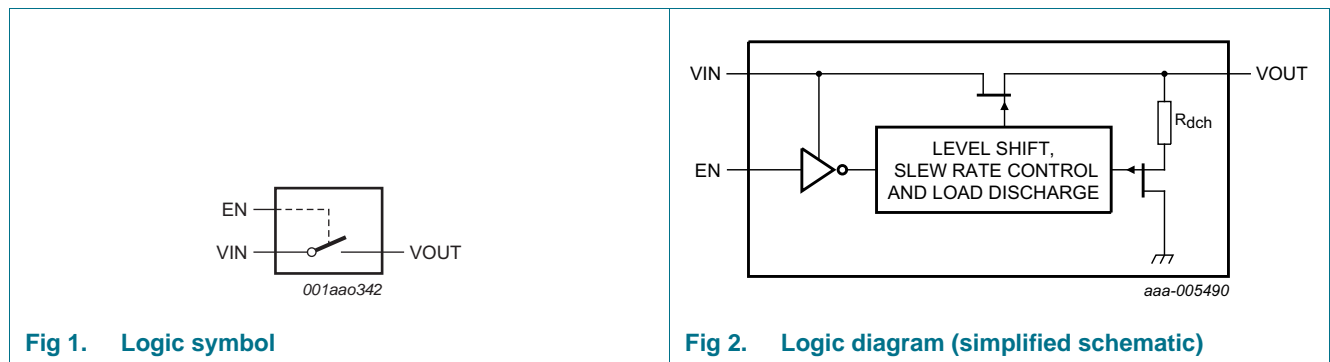 EN
VIN
VOUT
001aao342
Fig 1. Logic symbol
VIN
VOUT
Rdch
EN
LEVEL SHIFT,
SLEW RATE CONTROL
AND LOAD DISCHARGE
aaa-005490
Fig 2. Logic diagram (simplified schematic)